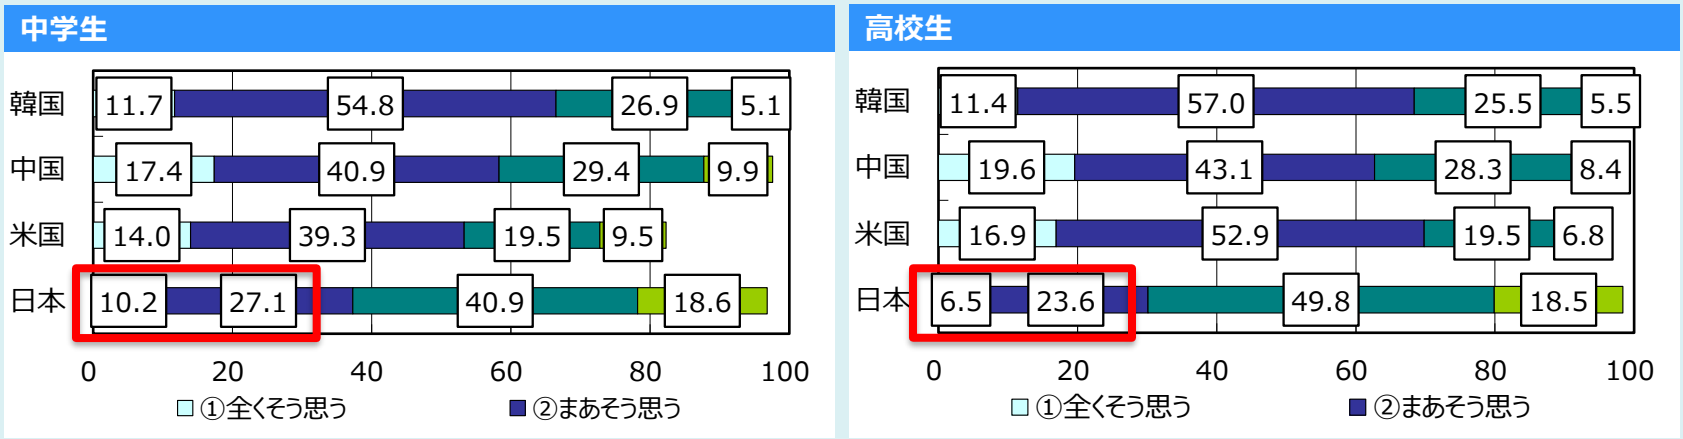 中学生
韓国 11.7 54.8 26.9 5.1
中国 17.4 40.9 29.4 9.9
米国 14.0 39.3 19.5 9.5
日本 10.2 27.1 40.9 18.6
0 20 40 60 80 100
①全くそう思う ②まあそう思う
高校生
韓国 11.4 57.0 25.5 5.5
中国 19.6 43.1 28.3 8.4
米国 16.9 52.9 19.5 6.8
日本 6.5 23.6 49.8 18.5
0 20 40 60 80 100
①全くそう思う ②まあそう思う